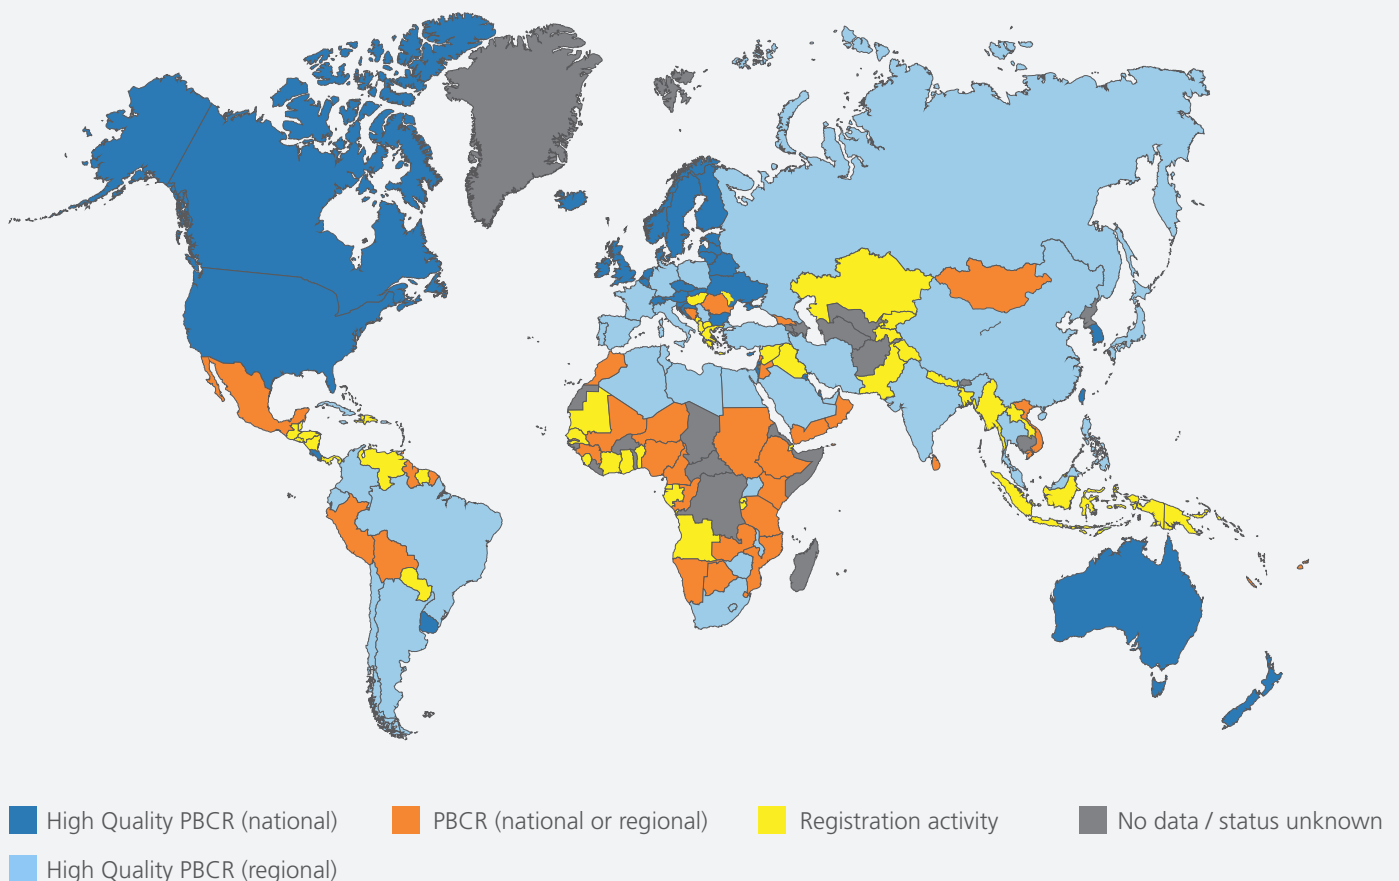 High Quality PBCR (national)
PBCR (national or regional)
Registration activity
No data / status unknown
High Quality PBCR (regional)